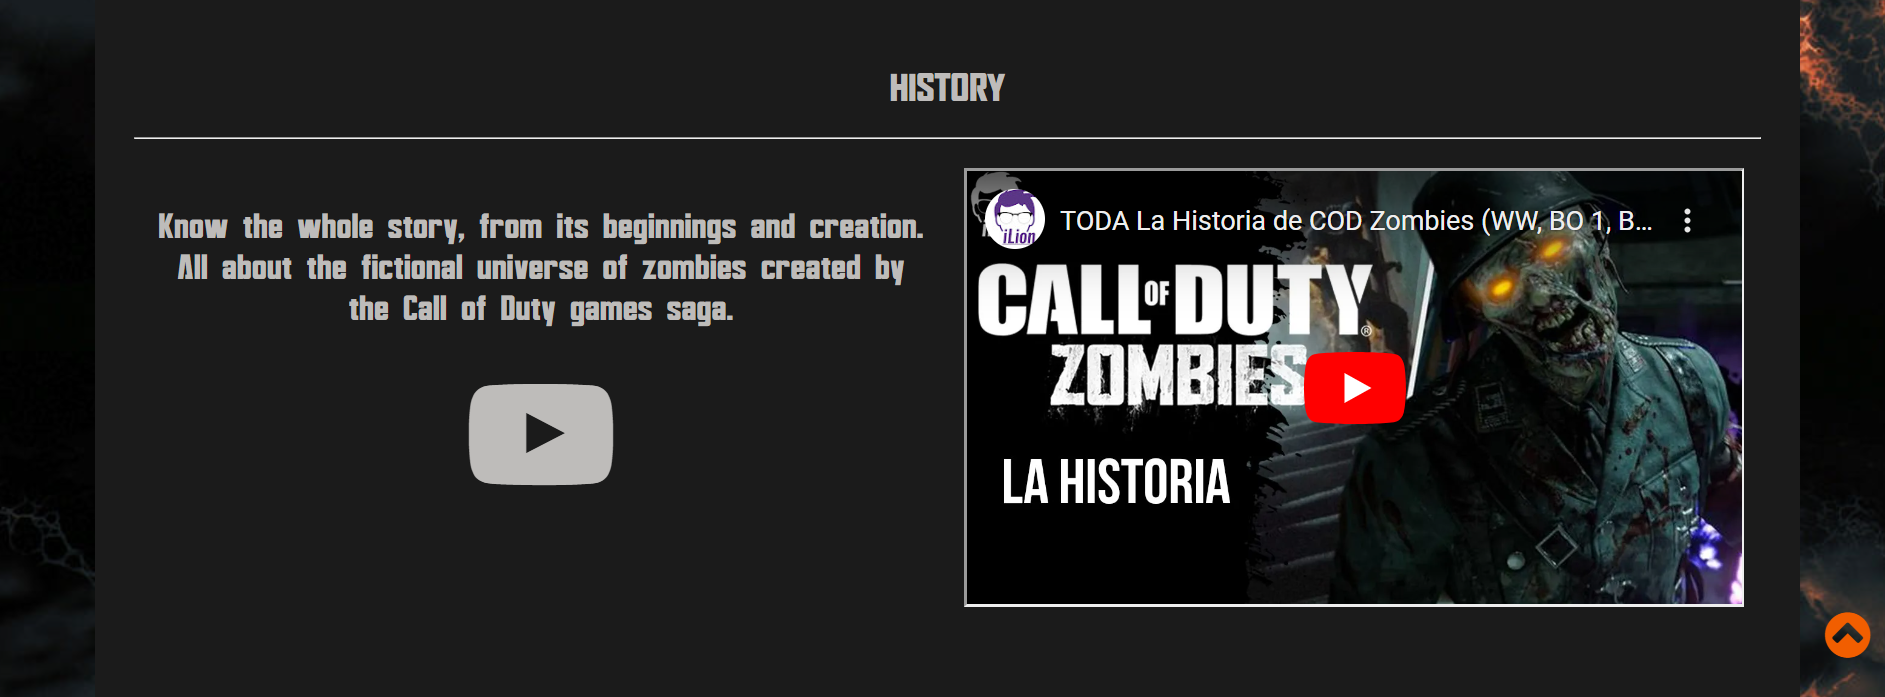 HISTORY
Know the whole story, from its beginnings and creation.
All about the fictional universe of zombies created by
the Call of Duty games saga.
iLion
TODA La Historia de COD Zombies (WW, BO 1, B...
CALL OF DUTY®
ZOMBIES
LA HISTORIA